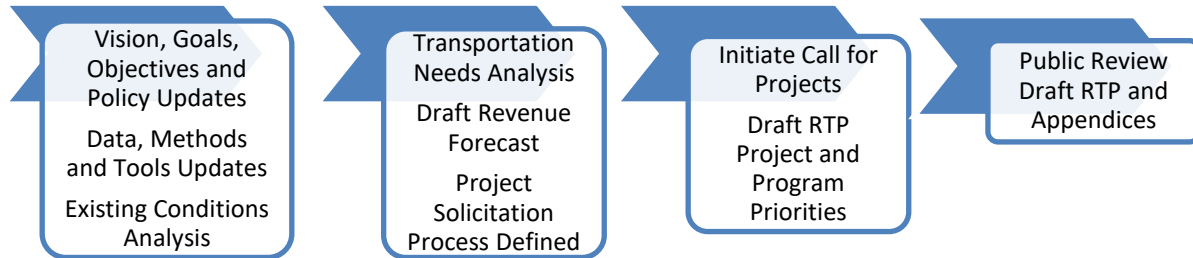 Vision, Goals,
Objectives and
Policy Updates
Data, Methods
and Tools Updates
Existing Conditions
Analysis
Transportation
Needs Analysis
Draft Revenue
Forecast
Project
Solicitation
Process Defined
Initiate Call for
Projects
Draft RTP
Project and
Program
Priorities
Public Review
Draft RTP and
Appendices